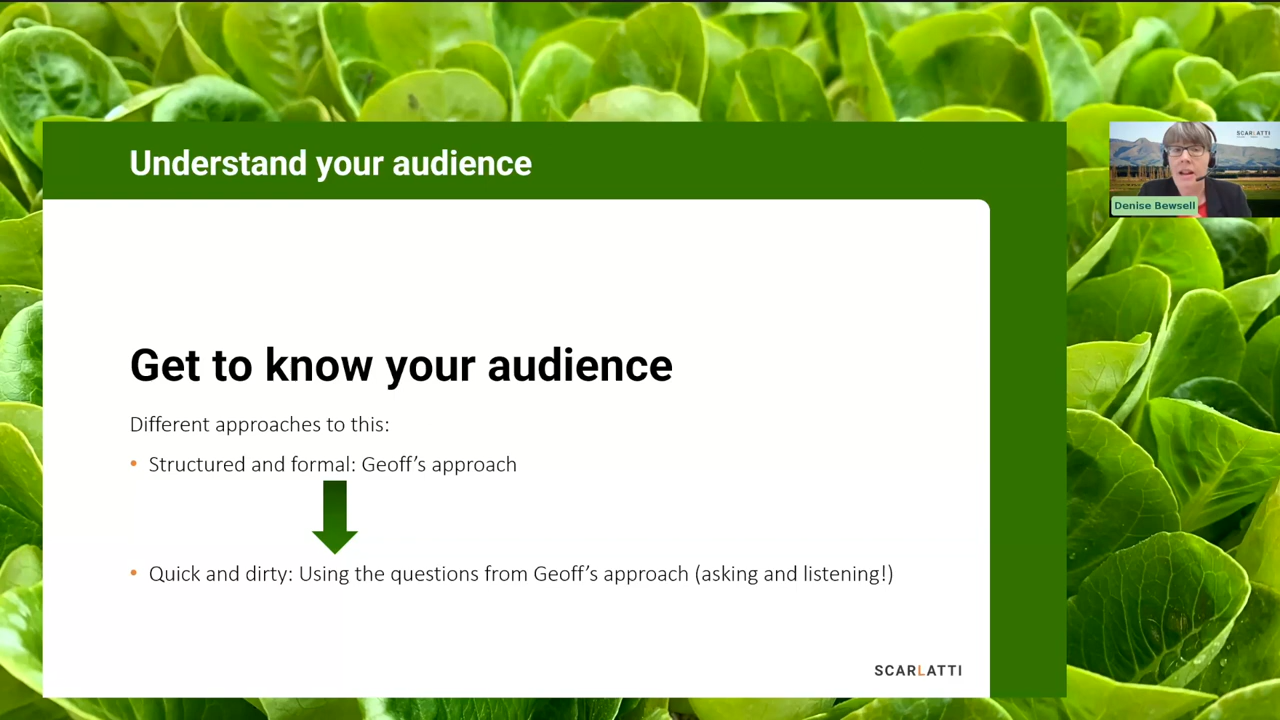 Understand your audience
SCARLATTI
Denise Bewsell
Get to know your audience
Different approaches to this:
• Structured and formal: Geoff's approach
• Quick and dirty: Using the questions from Geoff's approach (asking and listening!)
SCARLATTI